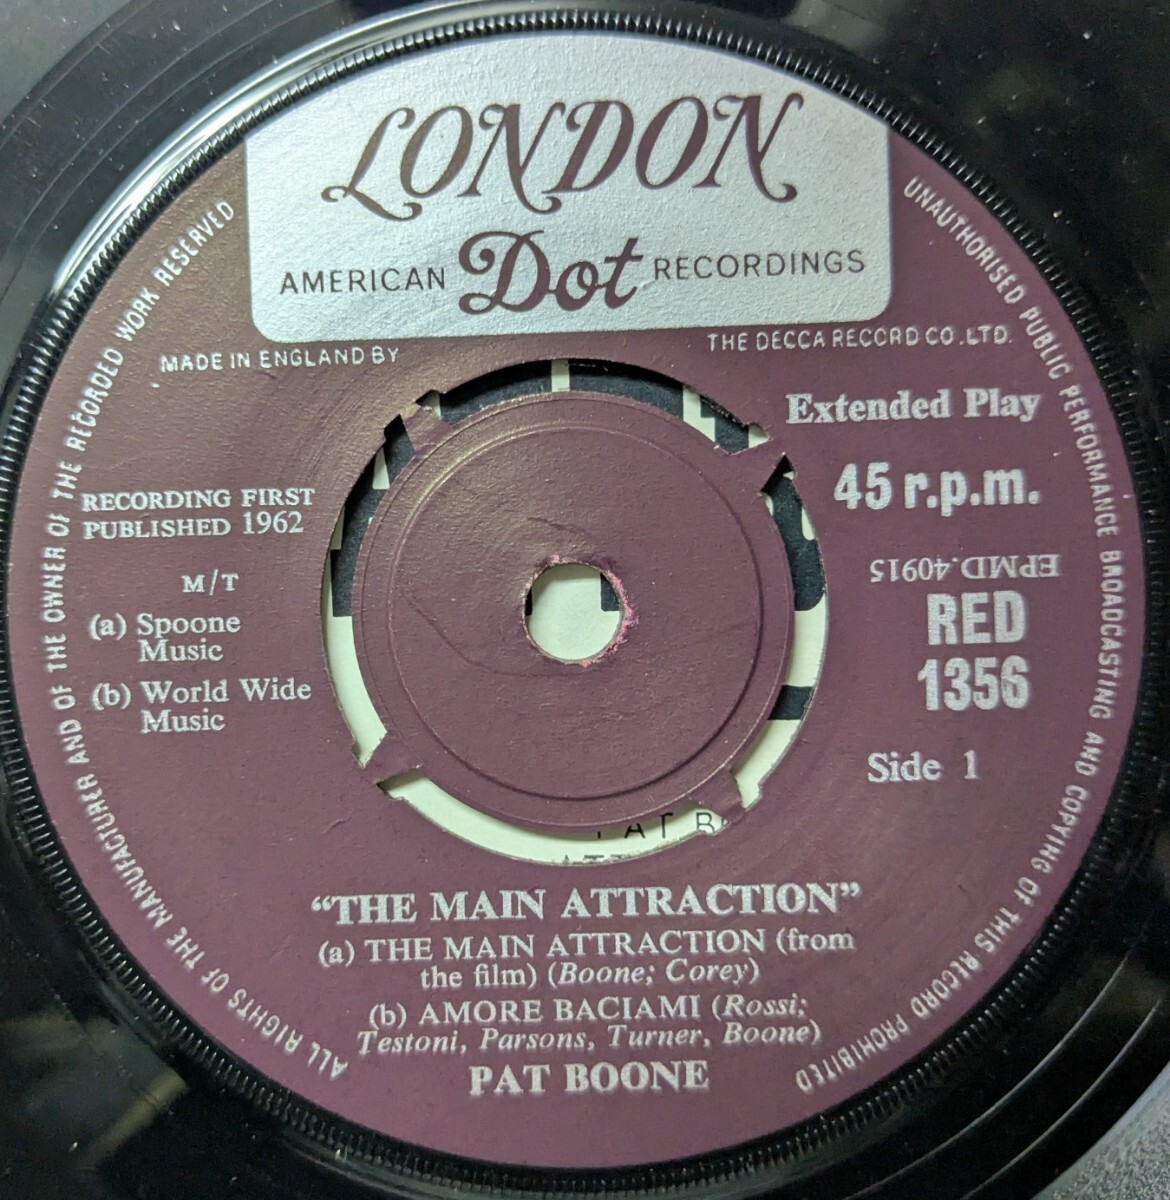 LONDON
AMERICAN Dot RECORDINGS
MADE IN ENGLAND BY THE DECCA RECORD CO.LTD.
ALL RIGHTS OF THE MANUFACTURER AND OF THE OWNER OF THE RECORDED WORK RESERVED
UNAUTHORISED PUBLIC PERFORMANCE BROADCASTING AND COPYING OF THIS RECORD PROHIBITED
Extended Play
45 r.p.m.
EPMD.40915
RED
1356
Side 1
RECORDING FIRST
PUBLISHED 1962
M/T
(a) Spoone
Music
(b) World Wide
Music
"THE MAIN ATTRACTION"
(a) THE MAIN ATTRACTION (from
the film) (Boone; Corey)
(b) AMORE BACIAMI (Rossi;
Testoni, Parsons, Turner, Boone)
PAT BOONE